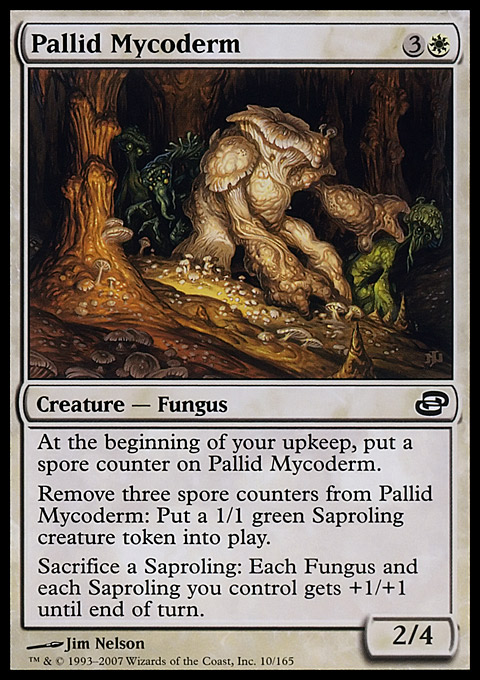 Pallid Mycoderm 3
Creature — Fungus
At the beginning of your upkeep, put a
spore counter on Pallid Mycoderm.
Remove three spore counters from Pallid
Mycoderm: Put a 1/1 green Saproling
creature token into play.
Sacrifice a Saproling: Each Fungus and
each Saproling you control gets +1/+1
until end of turn.
Jim Nelson
2/4
™ & © 1993–2007 Wizards of the Coast, Inc. 10/165